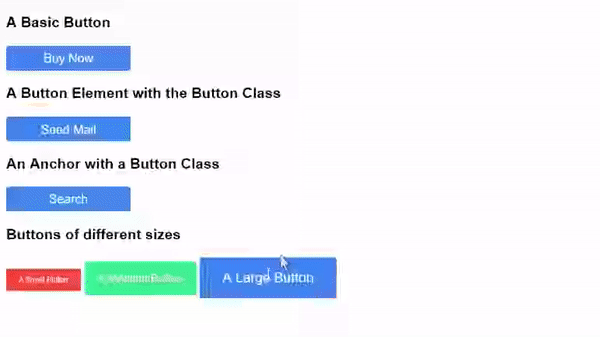 A Basic Button
Buy Now
A Button Element with the Button Class
Send Mail
An Anchor with a Button Class
Search
Buttons of different sizes
A Small Button
Button
A Large Button